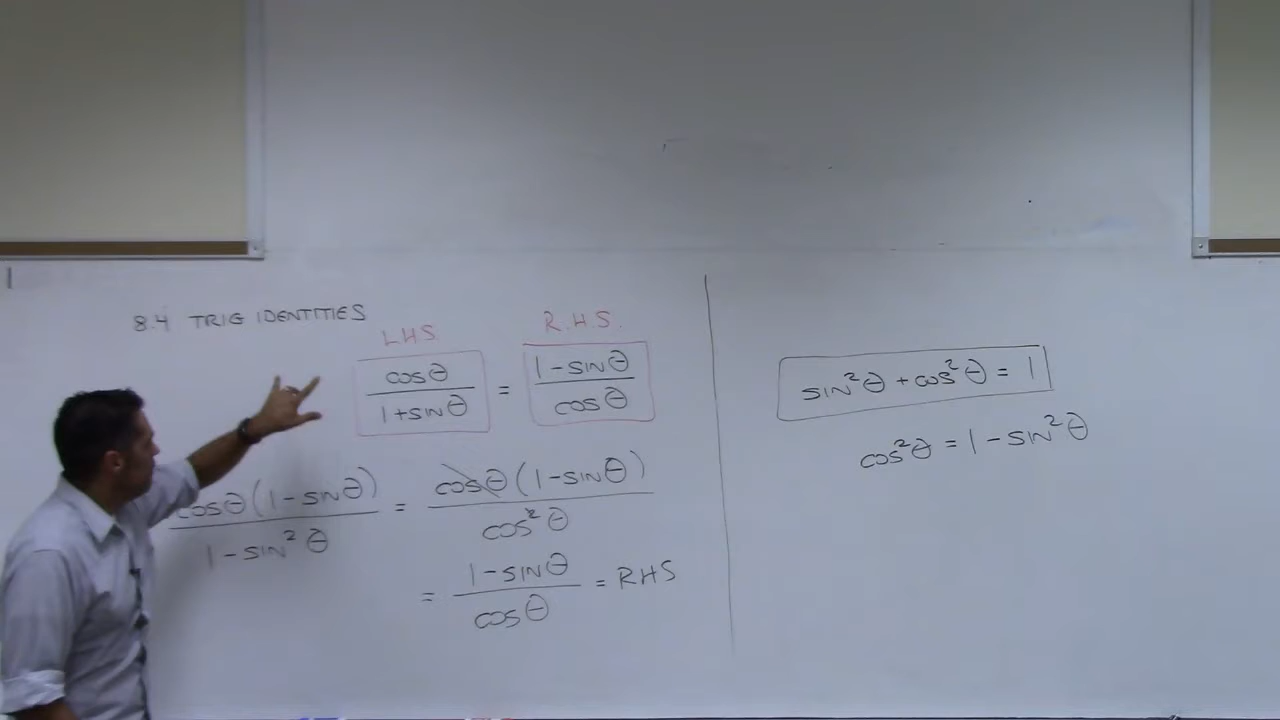 8.4 TRIG IDENTITIES
LHS. R.H.S.
cosθ/(1+sinθ) = (1-sinθ)/cosθ
cosθ(1-sinθ)/(1-sin²θ) = cosθ(1-sinθ)/cos²θ
= (1-sinθ)/cosθ = RHS
sin²θ + cos²θ = 1
cos²θ = 1 - sin²θ